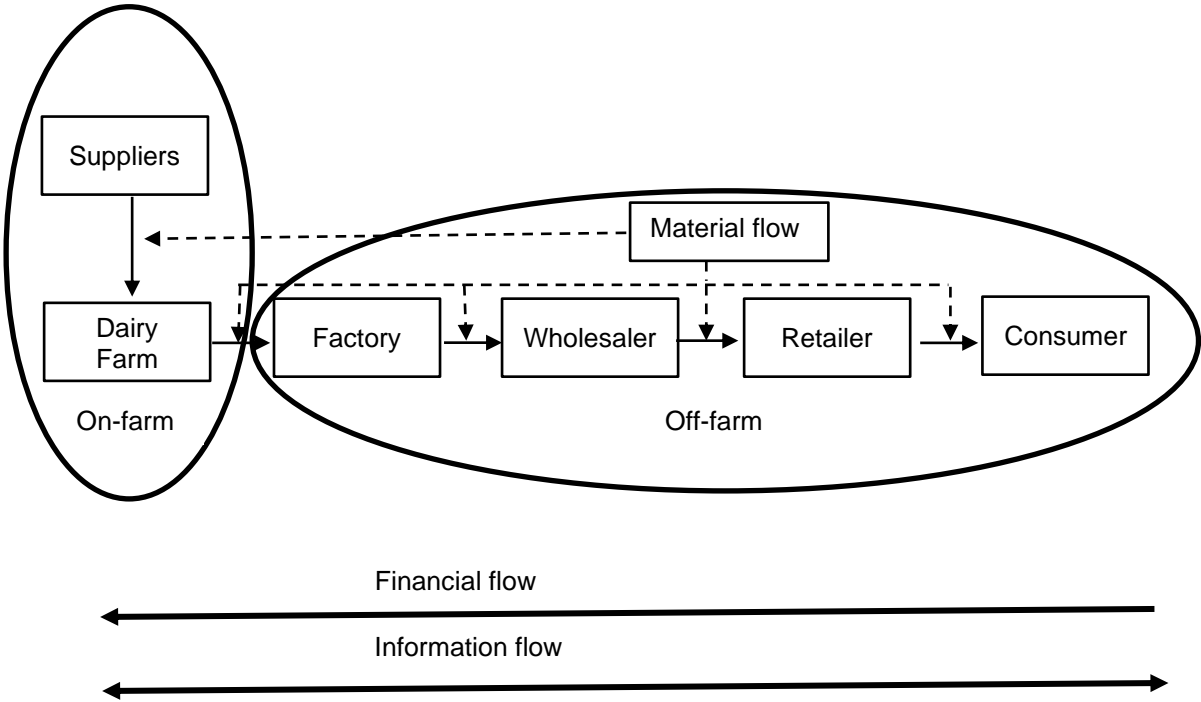 Suppliers
Material flow
Dairy
Farm
Factory
Wholesaler
Retailer
Consumer
On-farm
Off-farm
Financial flow
Information flow